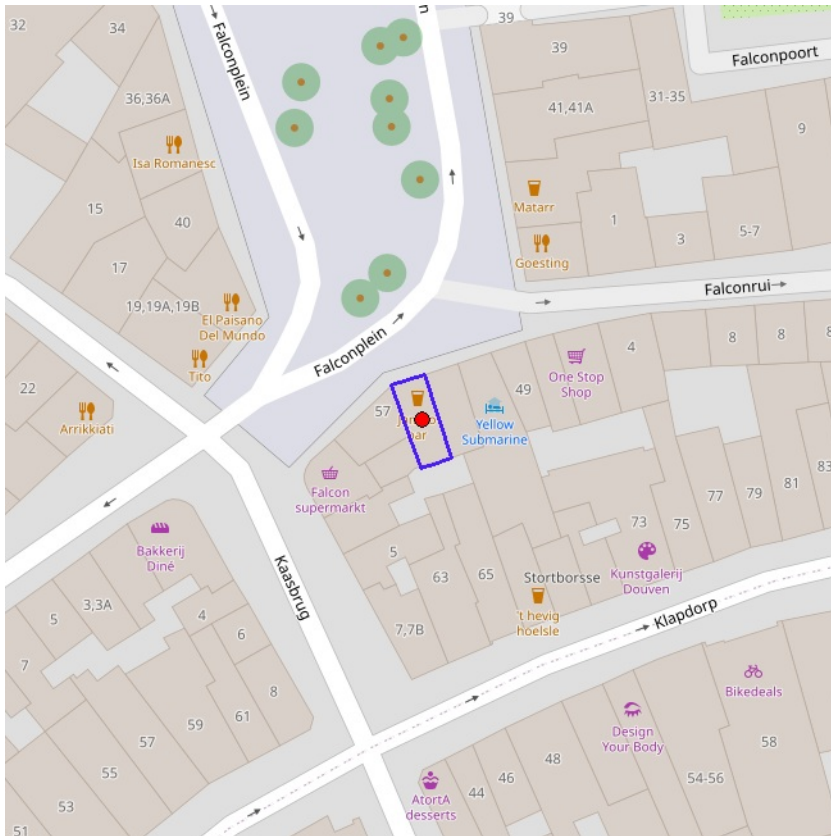 32
34
39
Falconplein
n
39
Falconpoort
36,36A
41,41A
31-35
9
Isa Romanesc
15
40
Matarr
1
17
3
5-7
Goesting
19,19A,19B
El Paisano
Del Mundo
Falconrui
Falconplein
Tito
4
8
8
8
22
One Stop
Shop
49
57
Arrikkiati
bar
Yellow
Submarine
Falcon
supermarkt
83
81
79
77
75
73
Bakkerij
Diné
5
Stortborsse
Kunstgalerij
Douven
63
65
Kaasbrug
't hevig
hoelsle
Klapdorp
5
3,3A
4
6
7,7B
7
8
Bikedeals
59
61
57
Design
Your Body
58
55
48
54-56
46
44
53
AtortA
desserts
51